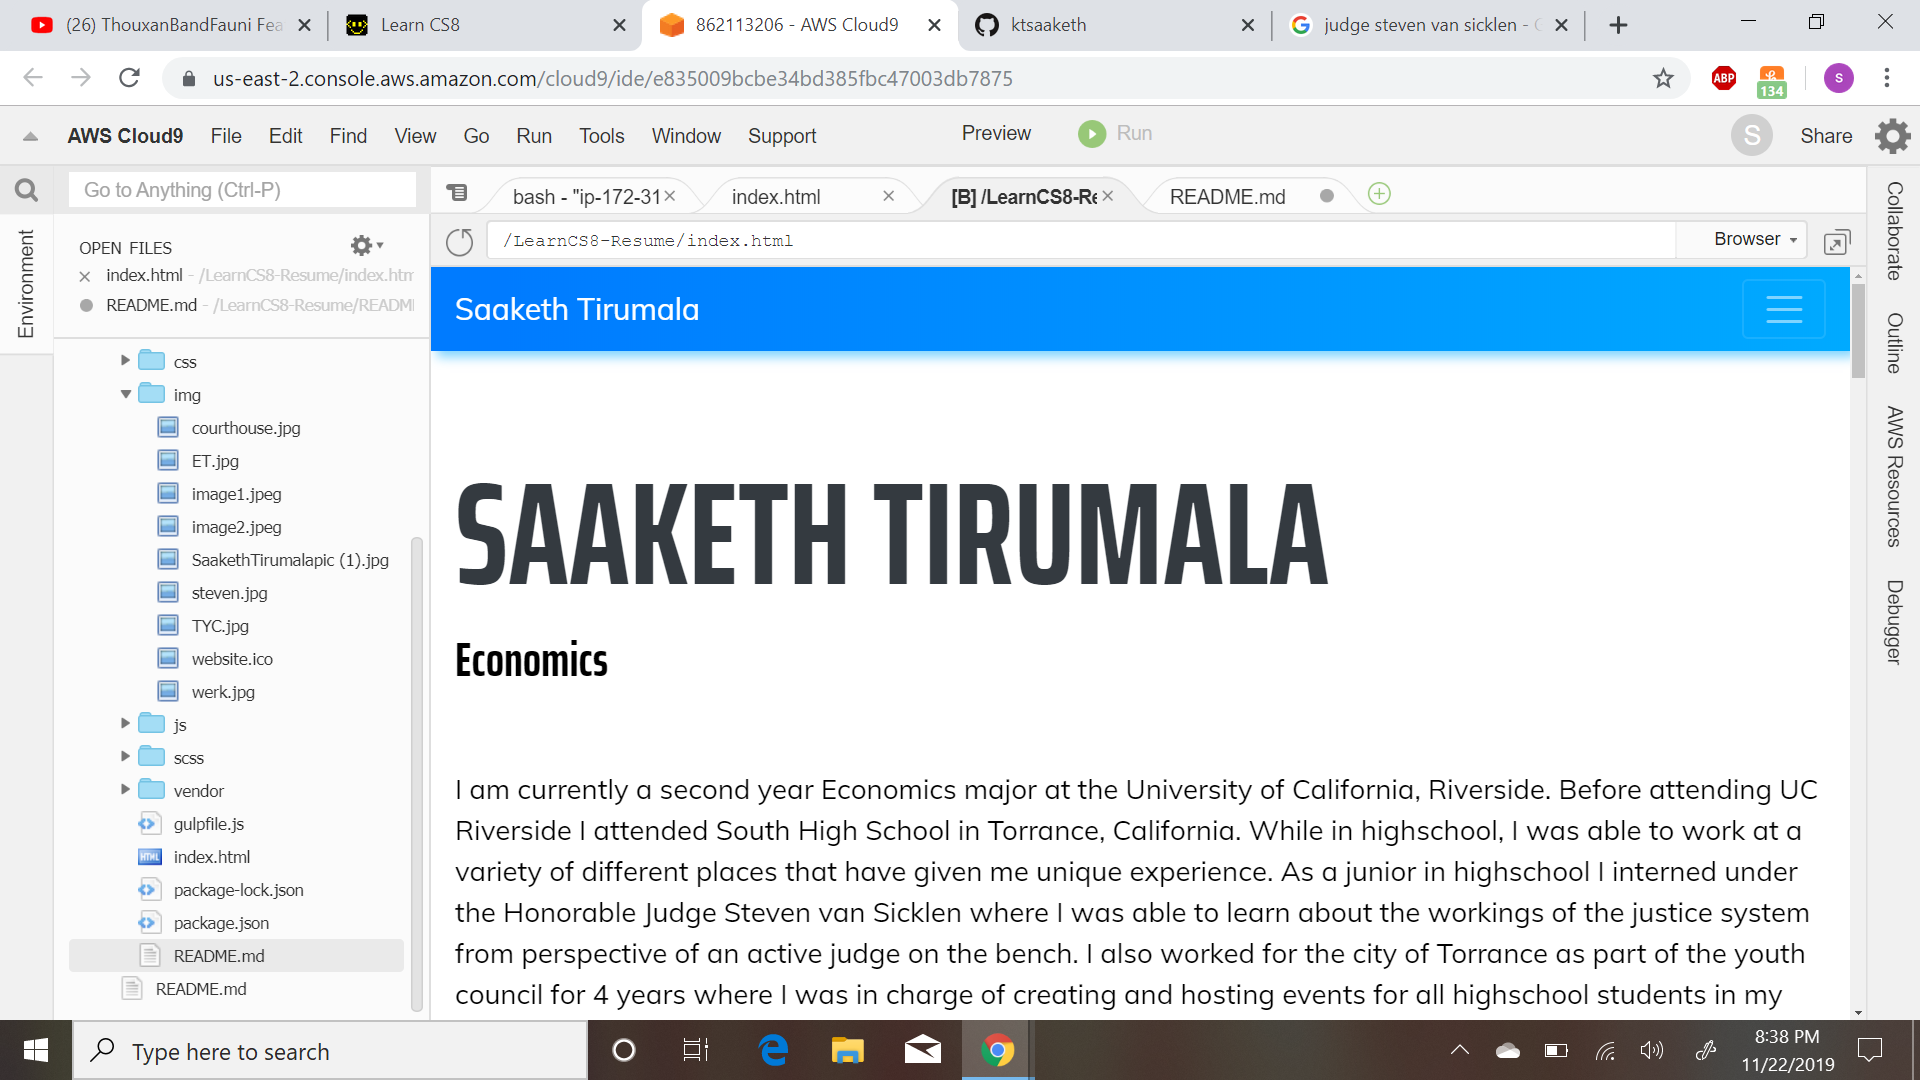 (26) ThouxanBandFauni Fea
Learn CS8
862113206 - AWS Cloud9
ktsaaketh
judge steven van sicklen -
us-east-2.console.aws.amazon.com/cloud9/ide/e835009bcbe34bd385fbc47003db7875
ABP
134
S
AWS Cloud9 File Edit Find View Go Run Tools Window Support Preview Run
S
Share
Go to Anything (Ctrl-P)
bash - "ip-172-31
index.html
[B] /LearnCS8-Re
README.md
/LearnCS8-Resume/index.html
Browser
Environment
OPEN FILES
index.html - /LearnCS8-Resume/index.htm
README.md - /LearnCS8-Resume/READMI
css
img
courthouse.jpg
ET.jpg
image1.jpeg
image2.jpeg
SaakethTirumalapic (1).jpg
steven.jpg
TYC.jpg
website.ico
werk.jpg
js
scss
vendor
gulpfile.js
HTML
index.html
package-lock.json
package.json
README.md
README.md
Saaketh Tirumala
SAAKETH TIRUMALA
Economics
I am currently a second year Economics major at the University of California, Riverside. Before attending UC
Riverside I attended South High School in Torrance, California. While in highschool, I was able to work at a
variety of different places that have given me unique experience. As a junior in highschool I interned under
the Honorable Judge Steven van Sicklen where I was able to learn about the workings of the justice system
from perspective of an active judge on the bench. I also worked for the city of Torrance as part of the youth
council for 4 years where I was in charge of creating and hosting events for all highschool students in my
Collaborate
Outline
AWS Resources
Debugger
Type here to search
8:38 PM
11/22/2019